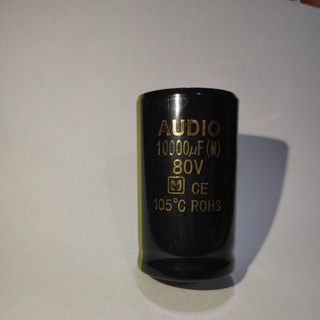 AUDIO
10000μF(M)
80V
M CE
105°C ROHS